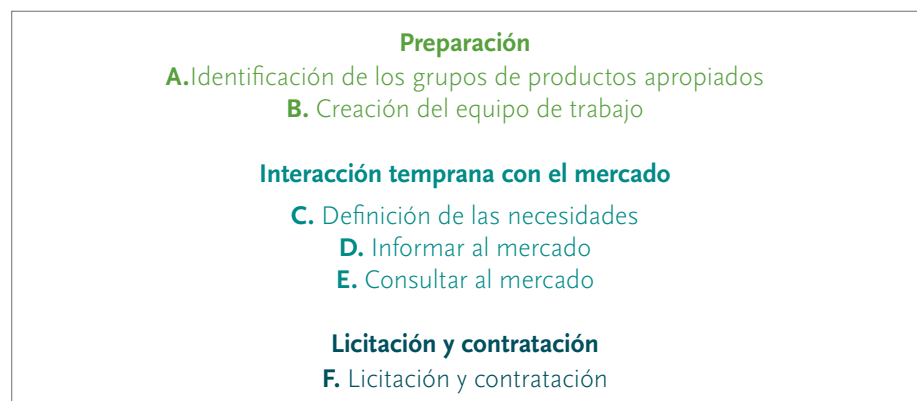 Preparación
A.Identificación de los grupos de productos apropiados
B. Creación del equipo de trabajo
Interacción temprana con el mercado
C. Definición de las necesidades
D. Informar al mercado
E. Consultar al mercado
Licitación y contratación
F. Licitación y contratación